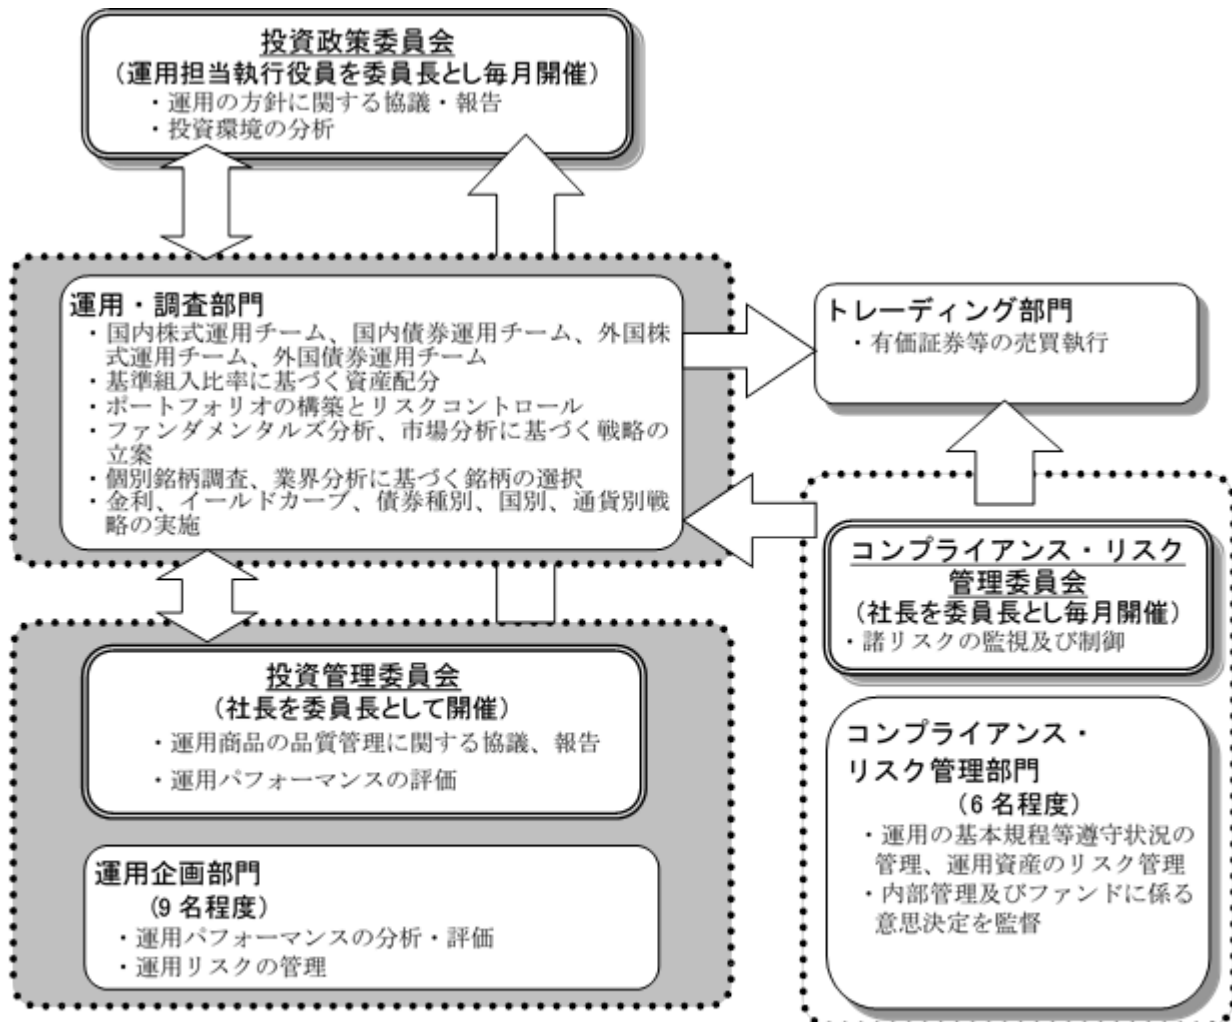 投資政策委員会
(運用担当執行役員を委員長とし毎月開催)
・運用の方針に関する協議・報告
・投資環境の分析
運用・調査部門
・国内株式運用チーム、国内債券運用チーム、外国株
式運用チーム、外国債券運用チーム
・基準組入比率に基づく資産配分
・ポートフォリオの構築とリスクコントロール
・ファンダメンタルズ分析、市場分析に基づく戦略の
立案
・個別銘柄調査、業界分析に基づく銘柄の選択
・金利、イールドカーブ、債券種別、国別、通貨別戦
略の実施
トレーディング部門
・有価証券等の売買執行
コンプライアンス・リスク
管理委員会
(社長を委員長とし毎月開催)
・諸リスクの監視及び制御
投資管理委員会
(社長を委員長として開催)
・運用商品の品質管理に関する協議、報告
・運用パフォーマンスの評価
コンプライアンス・
リスク管理部門
(6名程度)
・運用の基本規程等遵守状況の
管理、運用資産のリスク管理
・内部管理及びファンドに係る
意思決定を監督
運用企画部門
(9名程度)
・運用パフォーマンスの分析・評価
・運用リスクの管理